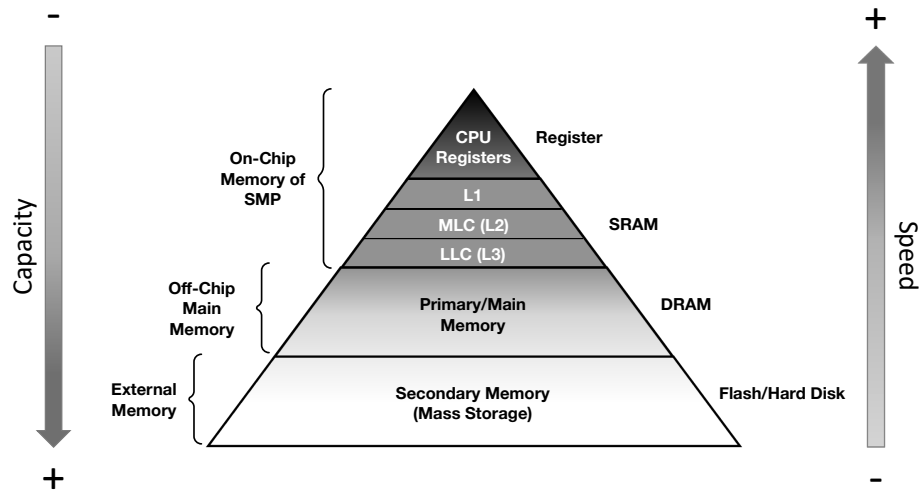 -
+
Capacity
On-Chip
Memory of
SMP
Off-Chip
Main
Memory
External
Memory
CPU
Registers
L1
MLC (L2)
LLC (L3)
Primary/Main
Memory
Secondary Memory
(Mass Storage)
Register
SRAM
DRAM
Flash/Hard Disk
+
Speed
-